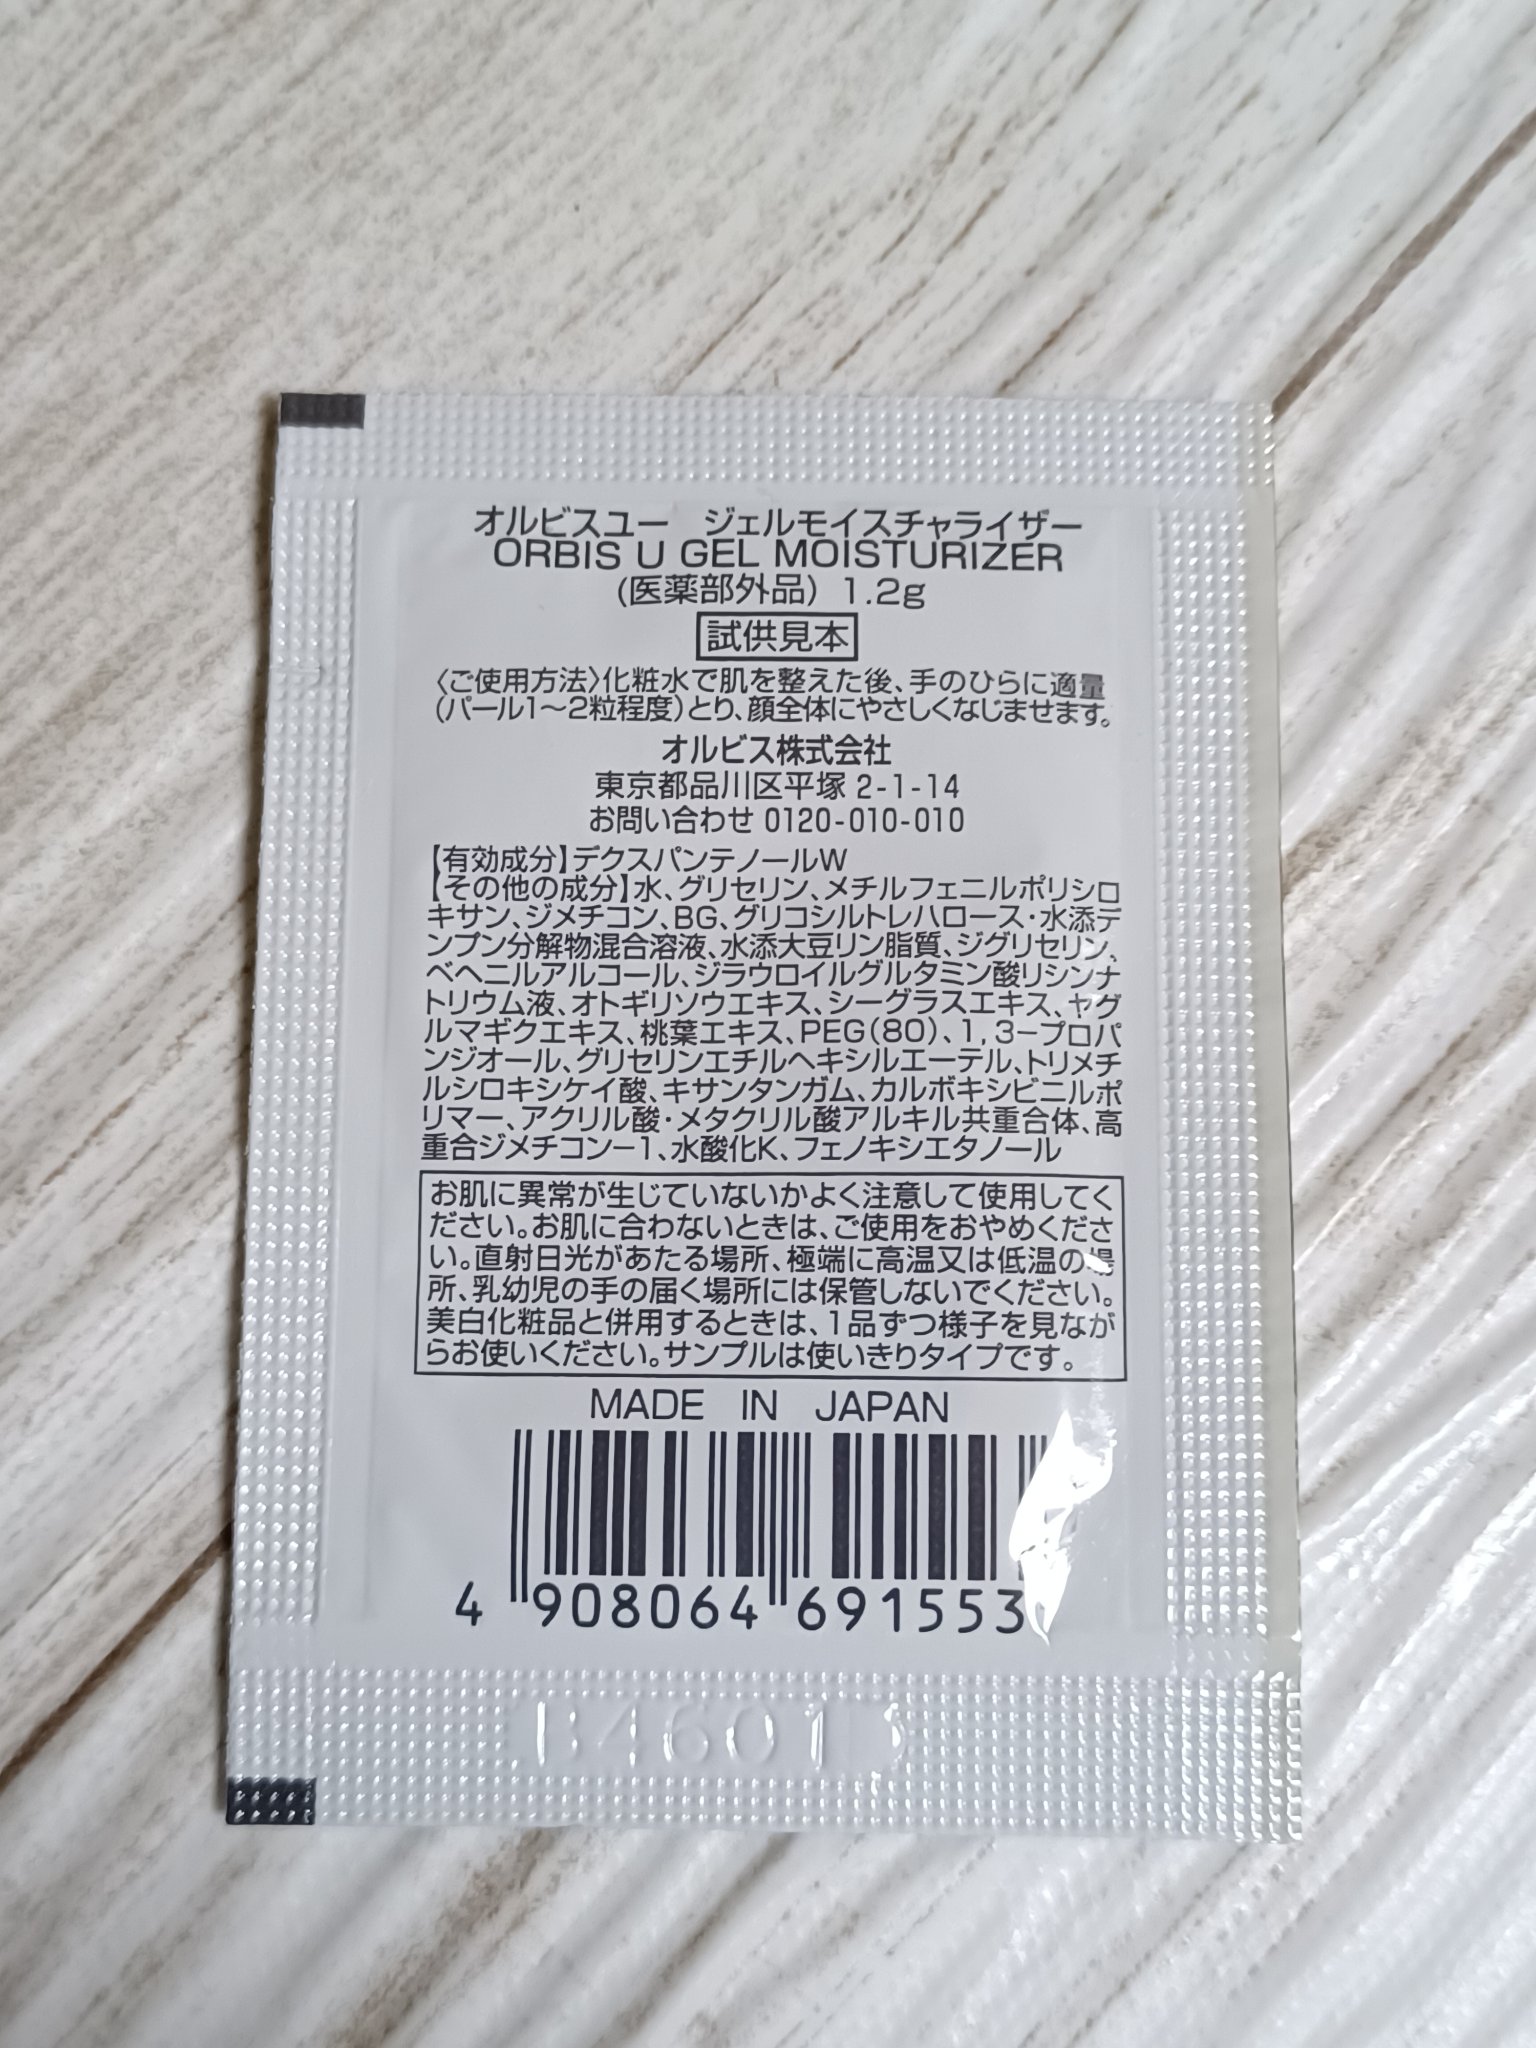 オルビスユー　ジェルモイスチャライザー
ORBIS U GEL MOISTURIZER
(医薬部外品) 1.2g
試供見本
〈ご使用方法〉化粧水で肌を整えた後、手のひらに適量
(パール1〜2粒程度)とり、顔全体にやさしくなじませます。
オルビス株式会社
東京都品川区平塚 2-1-14
お問い合わせ 0120-010-010
【有効成分】デクスパンテノールW
【その他の成分】水、グリセリン、メチルフェニルポリシロ
キサン、ジメチコン、BG、グリコシルトレハロース・水添デ
ンプン分解物混合溶液、水添大豆リン脂質、ジグリセリン、
ベヘニルアルコール、ジラウロイルグルタミン酸リシンナ
トリウム液、オトギリソウエキス、シーグラスエキス、ヤグ
ルマギクエキス、桃葉エキス、PEG(80)、1,3−プロパ
ンジオール、グリセリンエチルヘキシルエーテル、トリメチ
ルシロキシケイ酸、キサンタンガム、カルボキシビニルポ
リマー、アクリル酸・メタクリル酸アルキル共重合体、高
重合ジメチコン−1、水酸化K、フェノキシエタノール
お肌に異常が生じていないかよく注意して使用してく
ださい。お肌に合わないときは、ご使用をおやめくださ
い。直射日光があたる場所、極端に高温又は低温の場
所、乳幼児の手の届く場所には保管しないでください。
美白化粧品と併用するときは、1品ずつ様子を見なが
らお使いください。サンプルは使いきりタイプです。
MADE IN JAPAN
4 908064 691553